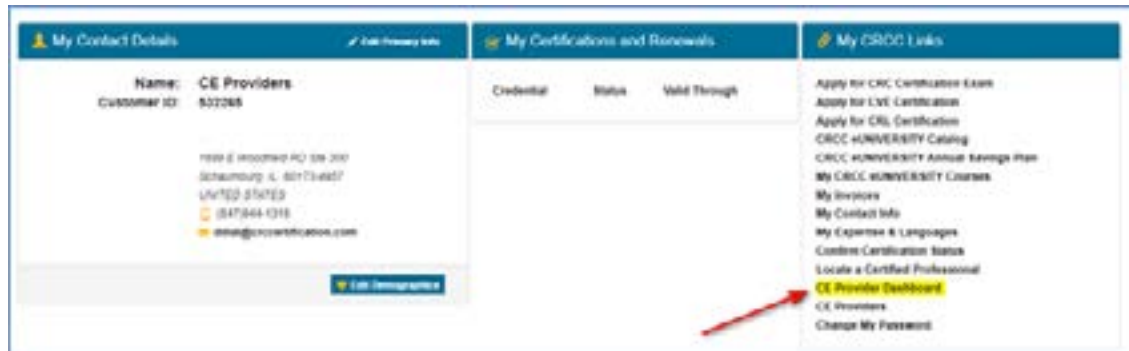 My Contact Details
Edit Primary Info
Name: CE Providers
Customer ID:
Schaumburg IL
UNITED STATES
Edit Demographics
My Certifications and Renewals
Credential Status Valid Through
My CRCC Links
Apply for CRC Certification Exam
Apply for CVE Certification
Apply for CRL Certification
CRCC eUNIVERSITY Catalog
CRCC eUNIVERSITY Annual Savings Plan
My CRCC eUNIVERSITY Courses
My Invoices
My Contact Info
My Expertise & Languages
Confirm Certification Status
Locate a Certified Professional
CE Provider Dashboard
CE Providers
Change My Password